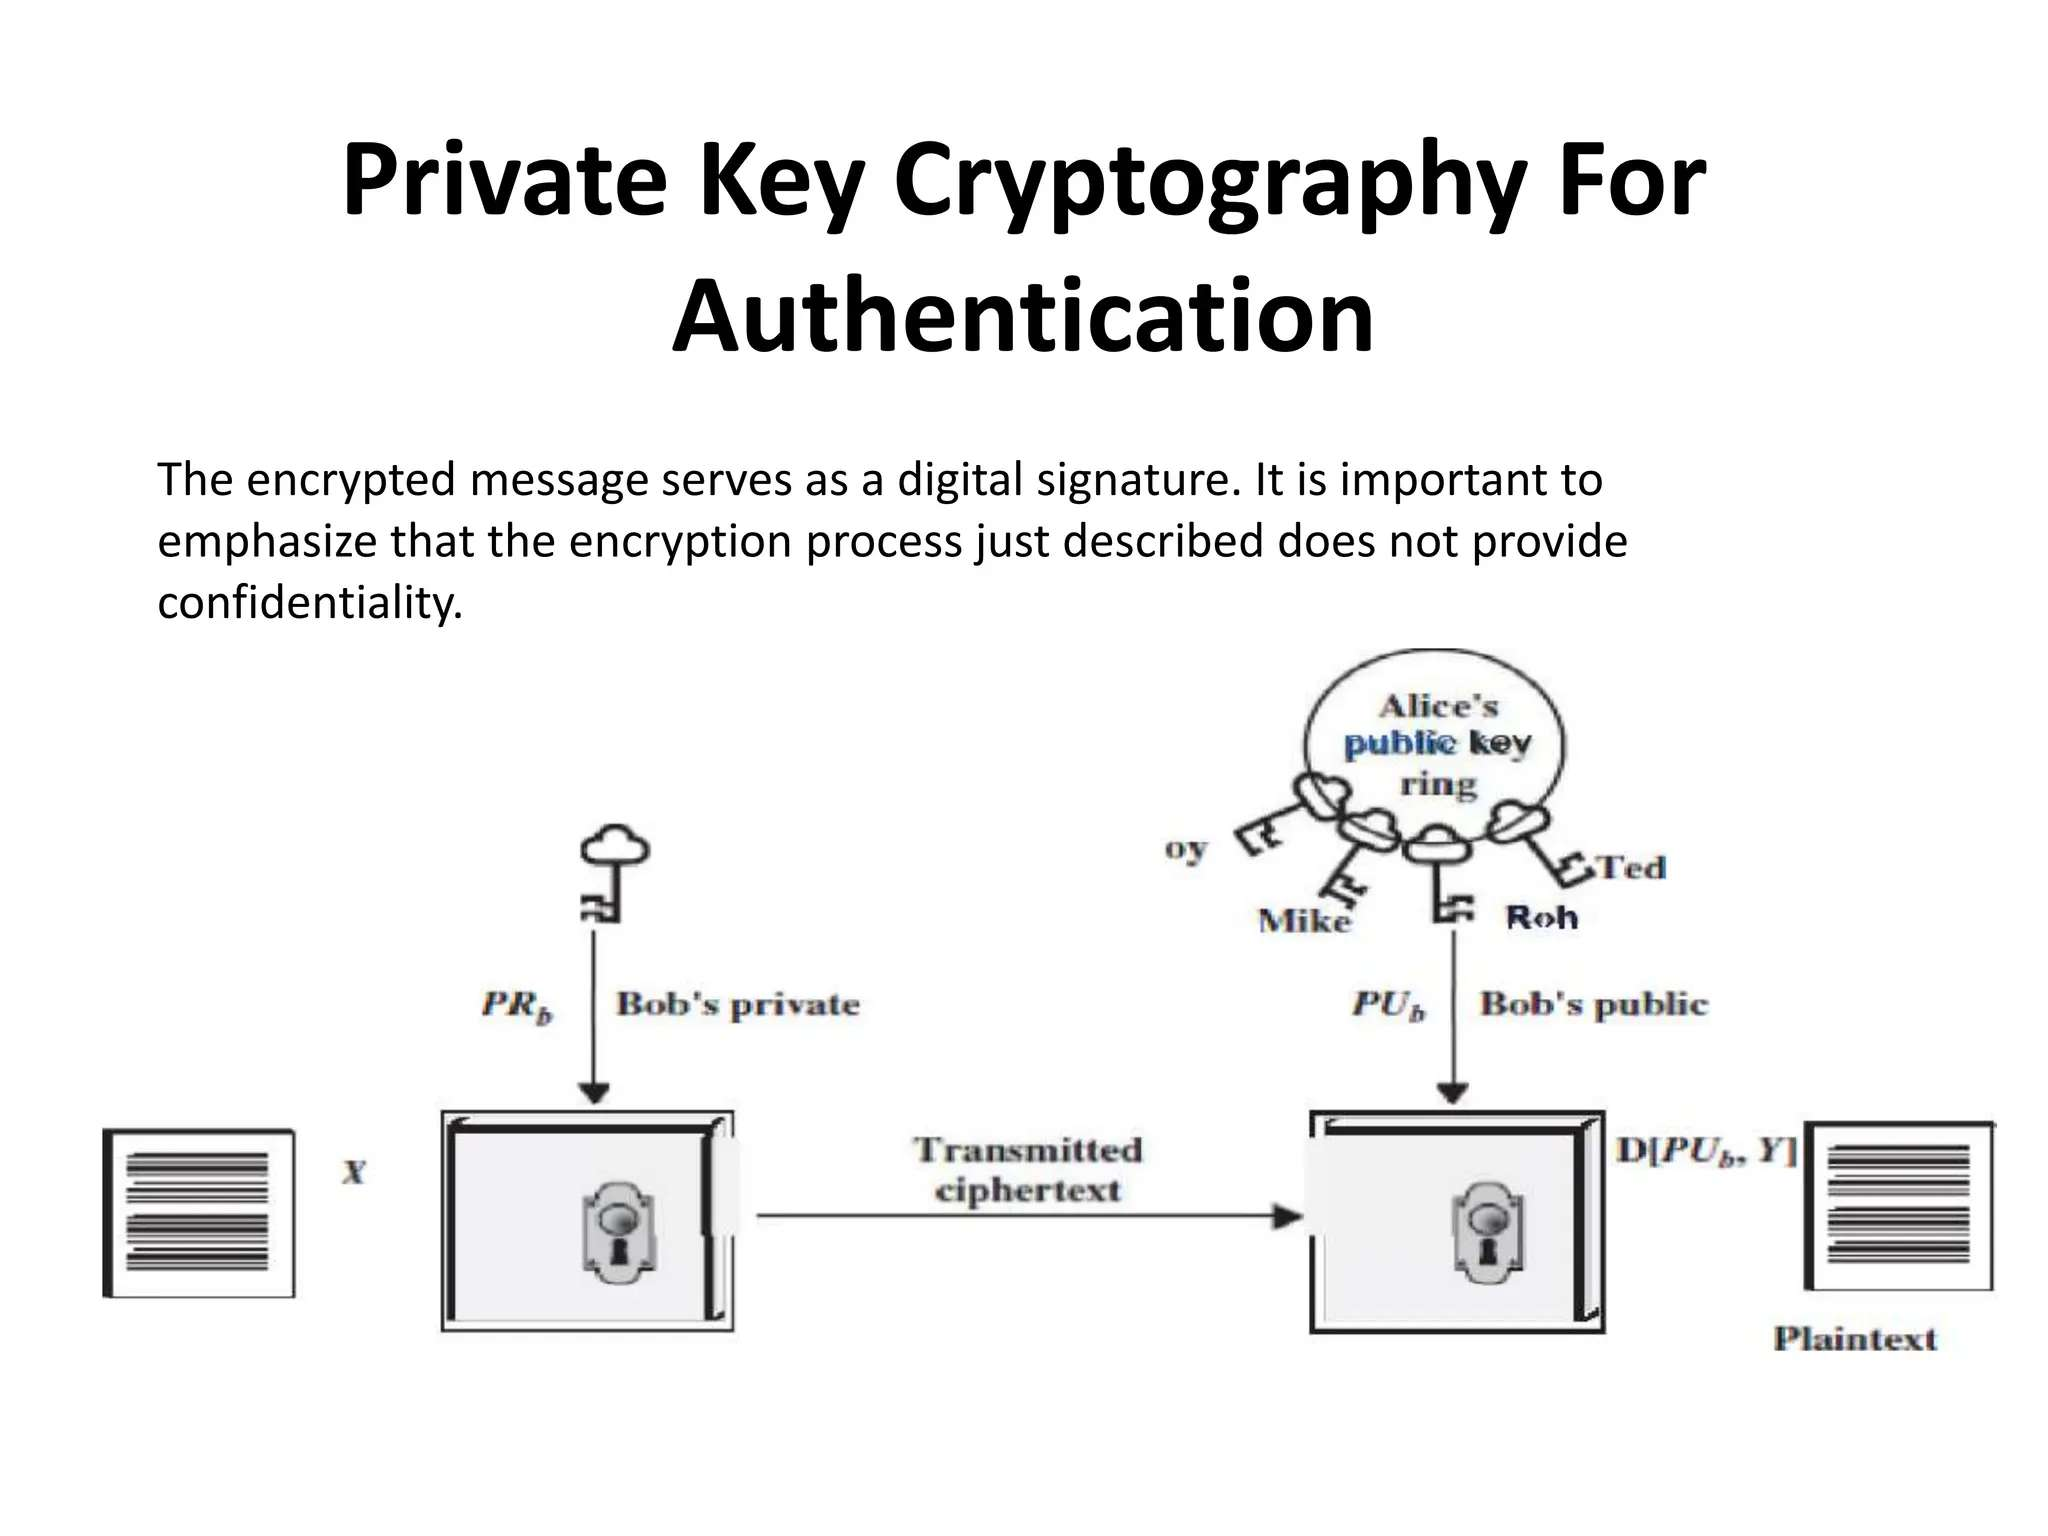 Private Key Cryptography For
Authentication
The encrypted message serves as a digital signature. It is important to
emphasize that the encryption process just described does not provide
confidentiality.
Alice's
public key
ring
oy
Ted
Mike
Roh
PRb
Bob's private
PUb
Bob's public
X
Transmitted
ciphertext
D[PUb, Y]
Plaintext